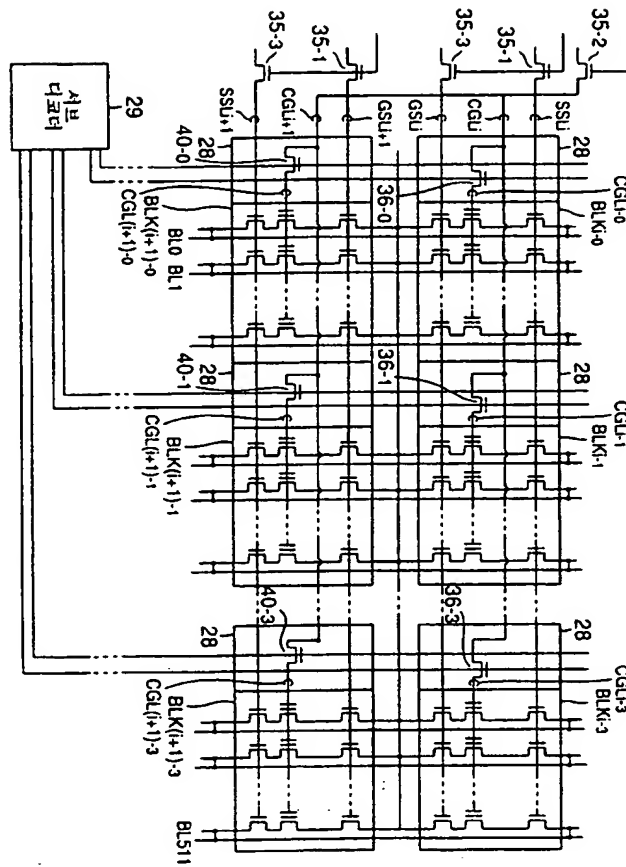 35-2
35-1
35-3
35-1
35-3
SSLi
CGLi
GSLi
GSLi+1
CGLi+1
SSLi+1
28
CGLi-0
BLKi-0
28
CGLi-1
BLKi-1
28
CGLi-3
BLKi-3
36-0
36-1
36-3
28
40-0
BL0
BL1
28
40-1
28
40-3
BL511
CGL(i+1)-0
BLK(i+1)-0
CGL(i+1)-1
BLK(i+1)-1
CGL(i+1)-3
BLK(i+1)-3
29
서브
디코더